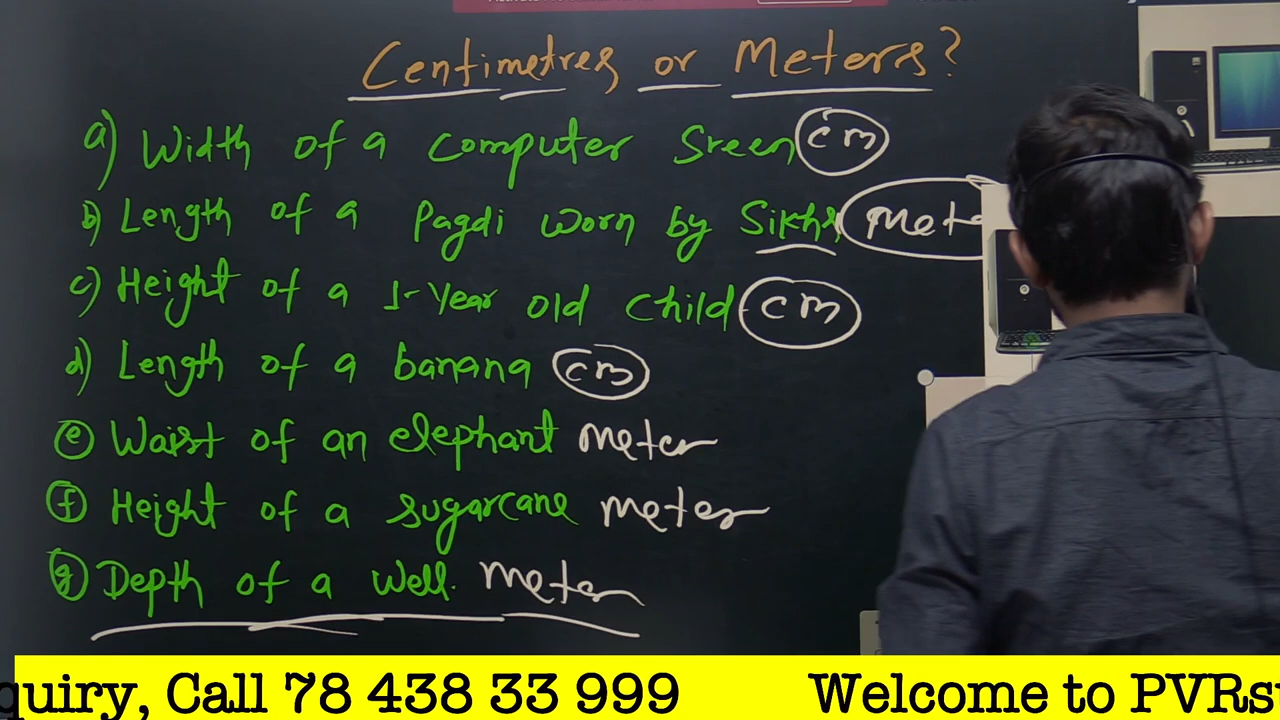 Centimetres or Meters?
a) Width of a computer Sreen cm
b) Length of a Pagdi worn by Sikhs Mete
c) Height of a 1-Year old child cm
d) Length of a banana cm
e) Waist of an elephant meter
f) Height of a sugarcane meter
g) Depth of a well. meter
quiry, Call 78 438 33 999 Welcome to PVRs